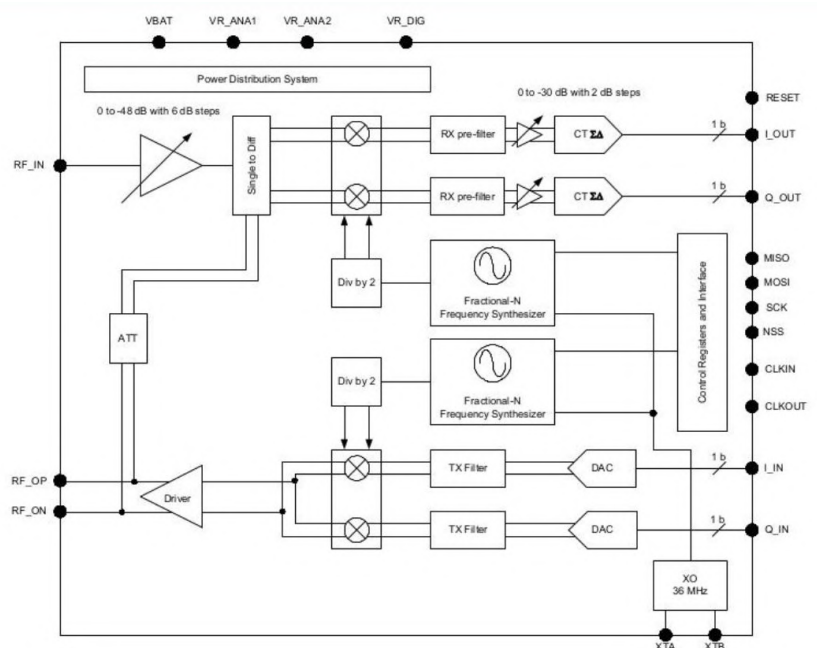 VBAT
VR_ANA1
VR_ANA2
VR_DIG
Power Distribution System
0 to -48 dB with 6 dB steps
0 to -30 dB with 2 dB steps
RESET
RF_IN
Single to Diff
RX pre-filter
CT ΣΔ
1 b
I_OUT
RX pre-filter
CT ΣΔ
1 b
Q_OUT
Div by 2
Fractional-N
Frequency Synthesizer
Control Registers and Interface
MISO
MOSI
SCK
NSS
ATT
Div by 2
Fractional-N
Frequency Synthesizer
CLKIN
CLKOUT
RF_OP
RF_ON
Driver
TX Filter
DAC
1 b
I_IN
TX Filter
DAC
1 b
Q_IN
XO
36 MHz
XTA
XTB